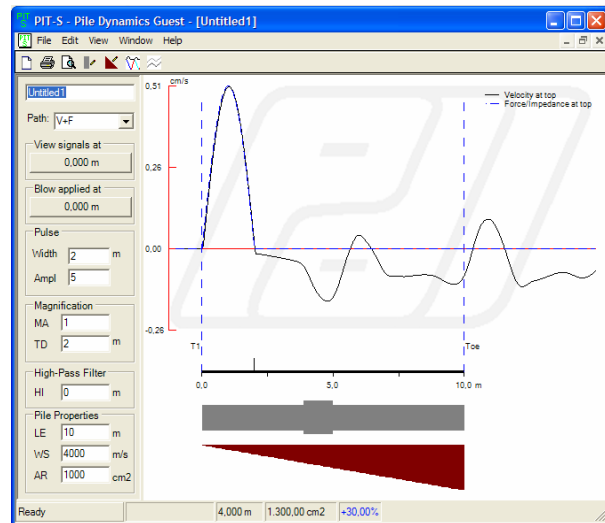 PIT-S - Pile Dynamics Guest - [Untitled1]
File Edit View Window Help
Untitled1
Path: V+F
View signals at
0,000 m
Blow applied at
0,000 m
Pulse
Width 2 m
Ampl 5
Magnification
MA 1
TD 2 m
High-Pass Filter
HI 0 m
Pile Properties
LE 10 m
WS 4000 m/s
AR 1000 cm2
cm/s
0,51
0,26
0,00
-0,26
Velocity at top
Force/Impedance at top
T1
Toe
0,0 5,0 10,0 m
Ready 4,000 m 1.300,00 cm2 +30,00%